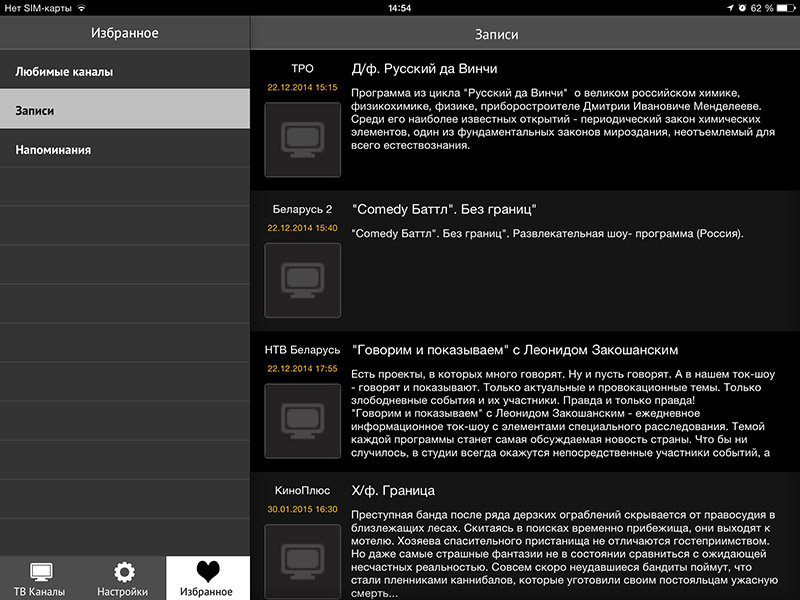 Нет SIM-карты
14:54
62 %
Избранное
Записи
Любимые каналы
Записи
Напоминания
ТРО
22.12.2014 15:15
Д/ф. Русский да Винчи
Программа из цикла "Русский да Винчи" о великом российском химике,
физикохимике, физике, приборостроителе Дмитрии Ивановиче Менделееве.
Среди его наиболее известных открытий - периодический закон химических
элементов, один из фундаментальных законов мироздания, неотъемлемый для
всего естествознания.
Беларусь 2
22.12.2014 15:40
"Comedy Баттл". Без границ"
"Comedy Баттл". Без границ". Развлекательная шоу- программа (Россия).
НТВ Беларусь
22.12.2014 17:55
"Говорим и показываем" с Леонидом Закошанским
Есть проекты, в которых много говорят. Ну и пусть говорят. А в нашем ток-шоу
- говорят и показывают. Только актуальные и провокационные темы. Только
злободневные события и их участники. Правда и только правда!
"Говорим и показываем" с Леонидом Закошанским - ежедневное
информационное ток-шоу с элементами специального расследования. Темой
каждой программы станет самая обсуждаемая новость страны. Что бы ни
случилось, в студии всегда окажутся непосредственные участники событий, а
КиноПлюс
30.01.2015 16:30
Х/ф. Граница
Преступная банда после ряда дерзких ограблений скрывается от правосудия в
близлежащих лесах. Скитаясь в поисках временно прибежища, они выходят к
мотелю. Хозяева спасительного пристанища не отличаются гостеприимством.
Но даже самые страшные фантазии не в состоянии сравниться с ожидающей
несчастных реальностью. Совсем скоро неудавшиеся бандиты поймут, что
стали пленниками каннибалов, которые уготовили своим постояльцам ужасную
смерть...
ТВ Каналы
Настройки
Избранное